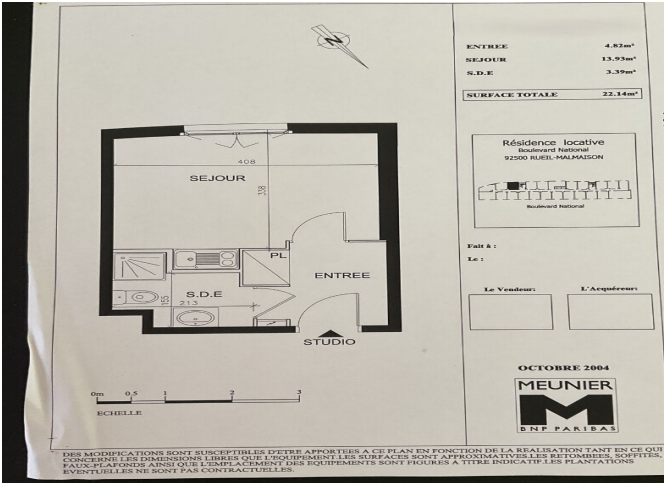 N
ENTREE 4.82m²
SEJOUR 13.93m²
S.D.E 3.39m²
SURFACE TOTALE 22.14m²
Résidence locative
Boulevard National
92500 RUEIL-MALMAISON
Boulevard National
Fait à :
Le :
Le Vendeur: L'Acquéreur:
OCTOBRE 2004
MEUNIER
M
BNP PARIBAS
408
SEJOUR
338
PL
ENTREE
S.D.E
155
213
STUDIO
0m 0.5 1 2 3
ECHELLE
DES MODIFICATIONS SONT SUSCEPTIBLES D'ETRE APPORTEES A CE PLAN EN FONCTION DE LA REALISATION TANT EN CE QUI
CONCERNE LES DIMENSIONS LIBRES QUE L'EQUIPEMENT.LES SURFACES SONT APPROXIMATIVES.LES RETOMBEES, SOFFITES,
FAUX-PLAFONDS AINSI QUE L'EMPLACEMENT DES EQUIPEMENTS SONT FIGURES A TITRE INDICATIF.LES PLANTATIONS
EVENTUELLES NE SONT PAS CONTRACTUELLES.